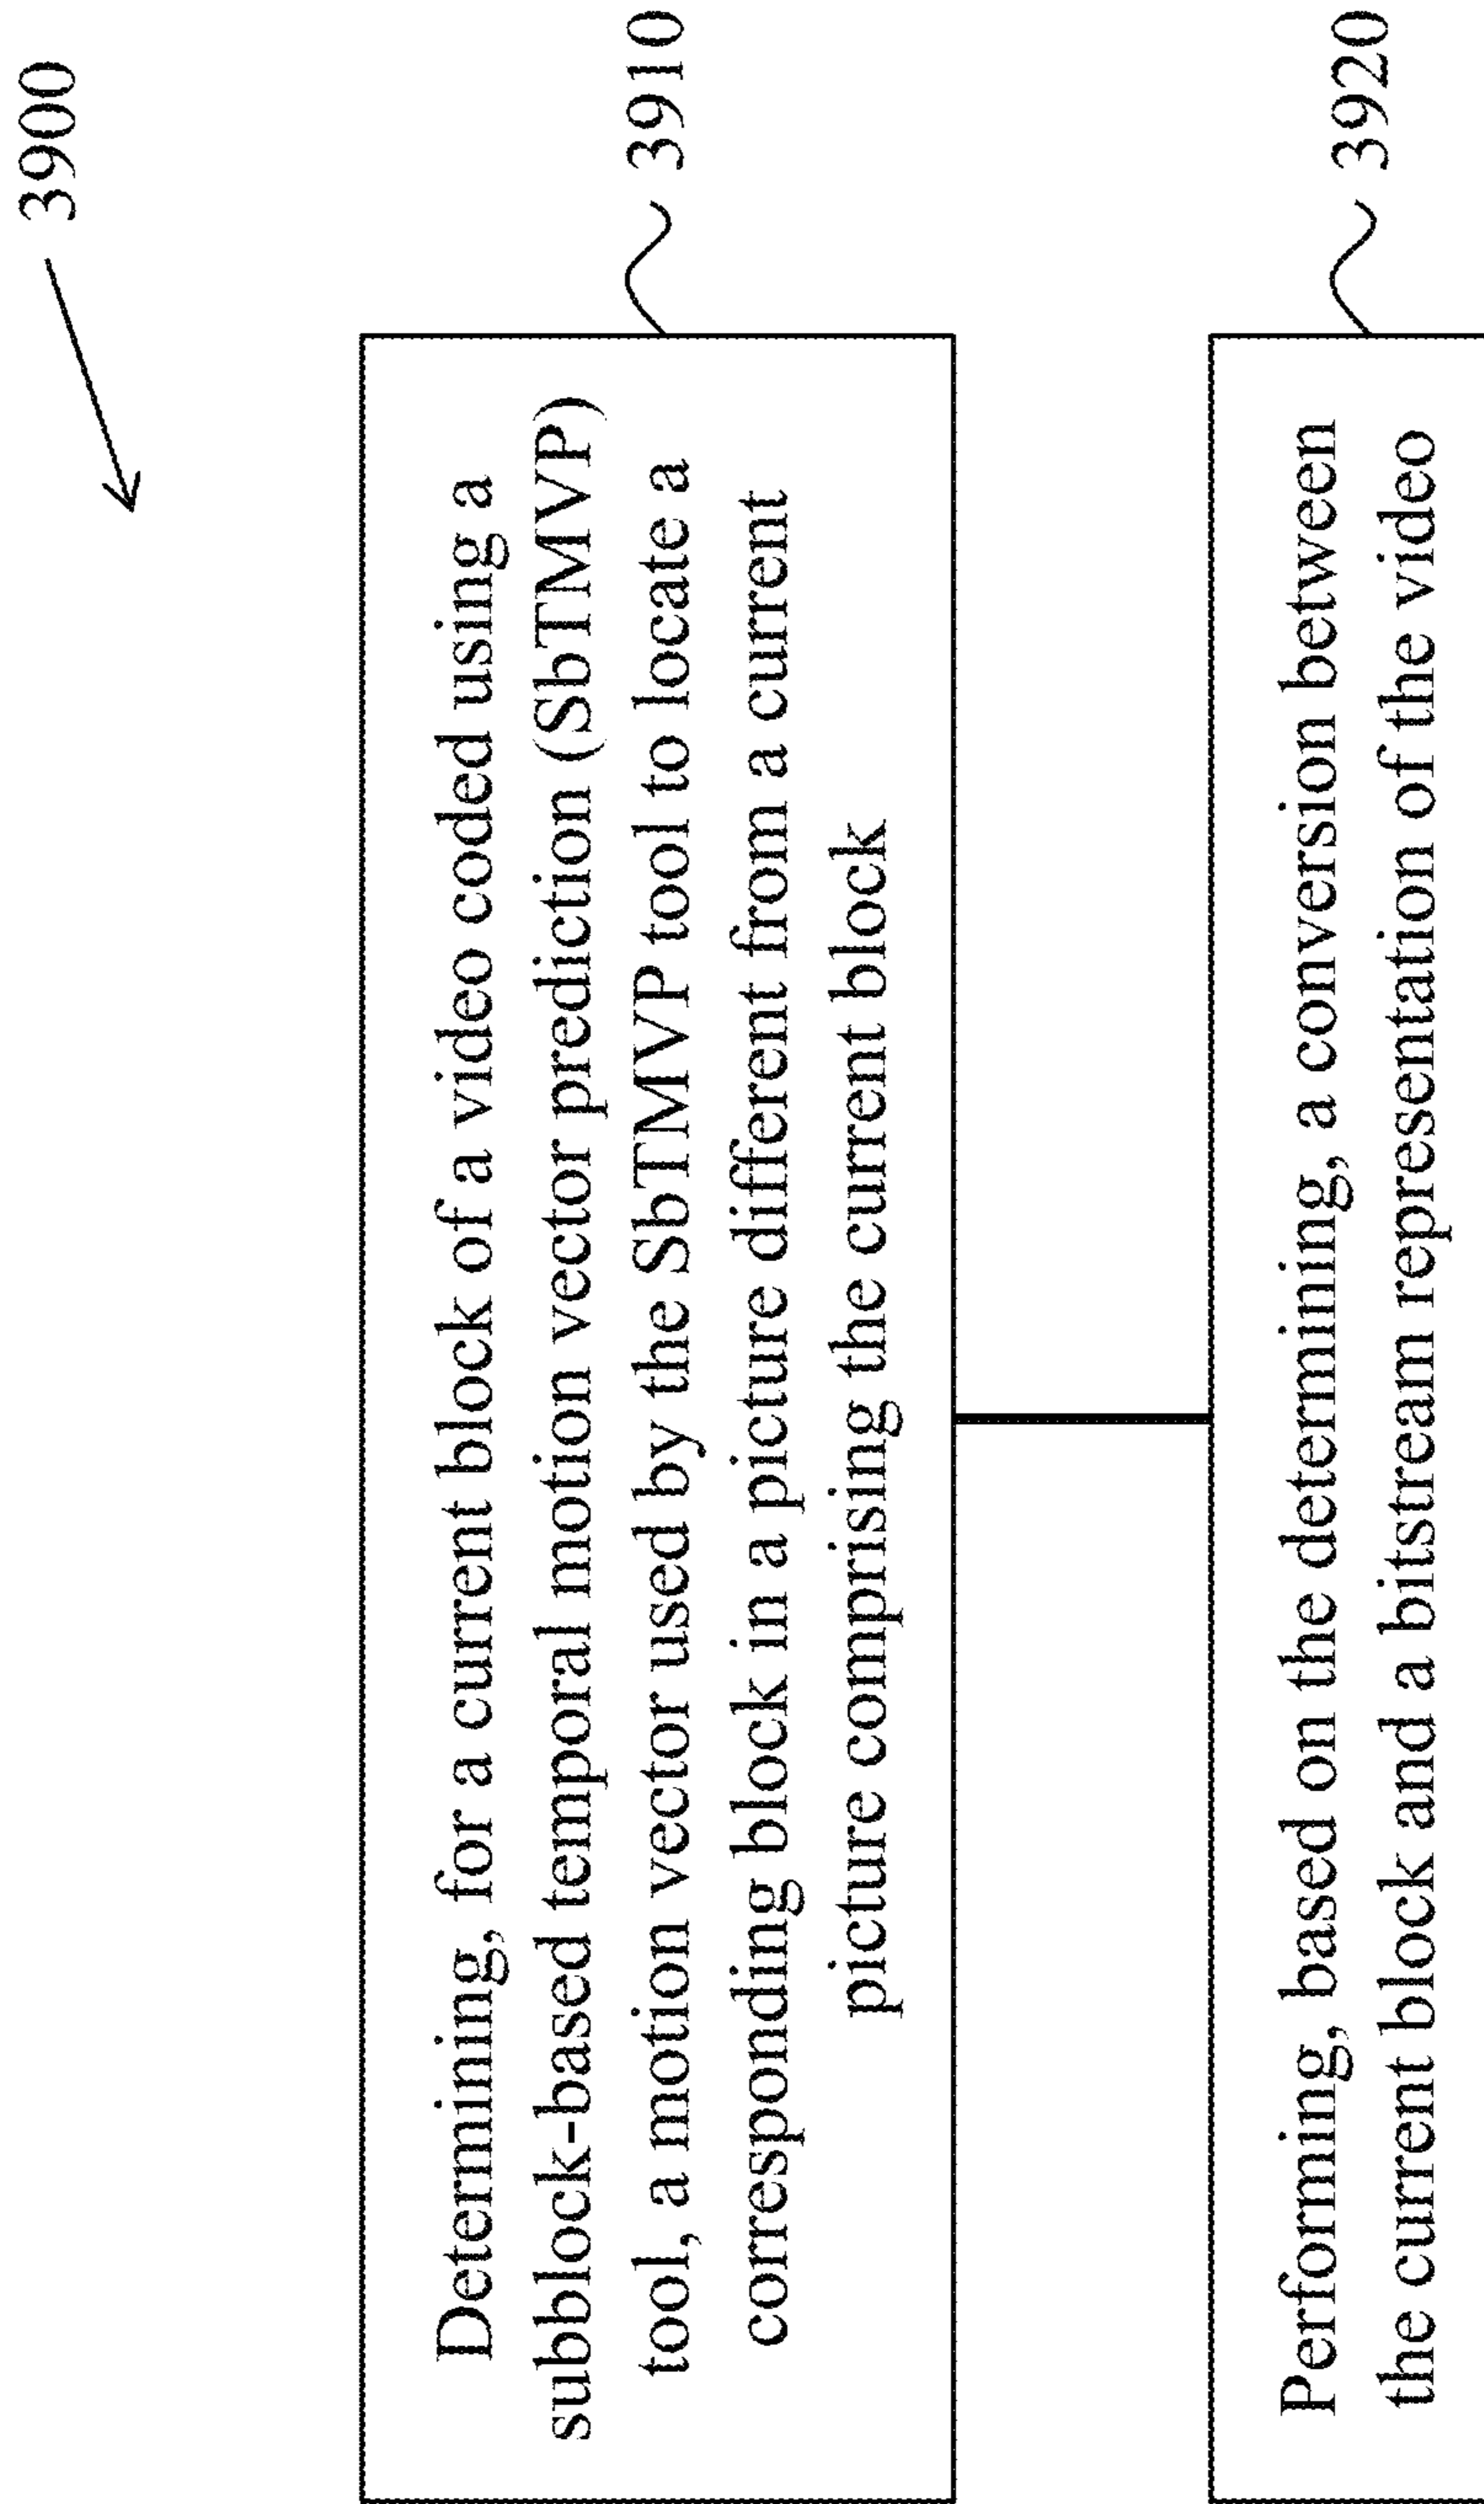 3900
Determining, for a current block of a video coded using a
subblock-based temporal motion vector prediction (SbTMVP)
tool, a motion vector used by the SbTMVP tool to locate a
corresponding block in a picture different from a current
picture comprising the current block
3910
Performing, based on the determining, a conversion between
the current block and a bitstream representation of the video
3920